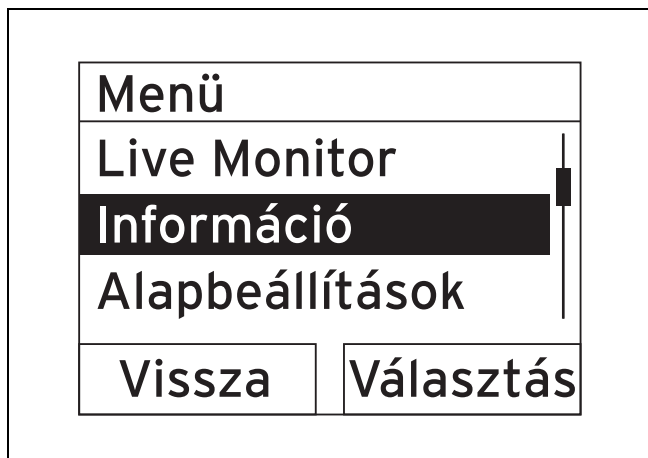 Menü
Live Monitor
Információ
Alapbeállítások
Vissza Választás